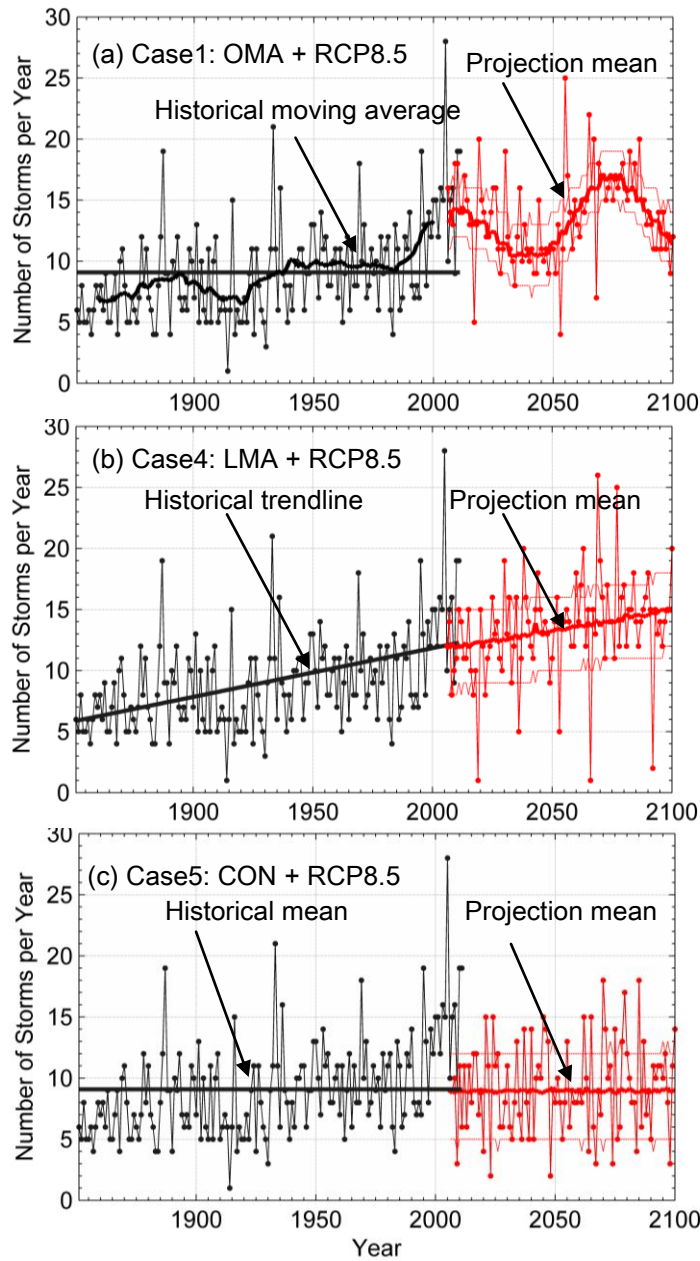 30
(a) Case1: OMA + RCP8.5
Projection mean
25
Historical moving average
20
15
10
5
0
Number of Storms per Year
1900
1950
2000
2050
2100
30
(b) Case4: LMA + RCP8.5
25
Historical trendline
Projection mean
20
15
10
5
0
Number of Storms per Year
1900
1950
2000
2050
2100
30
(c) Case5: CON + RCP8.5
25
Historical mean
Projection mean
20
15
10
5
0
Number of Storms per Year
1900
1950
2000
2050
2100
Year